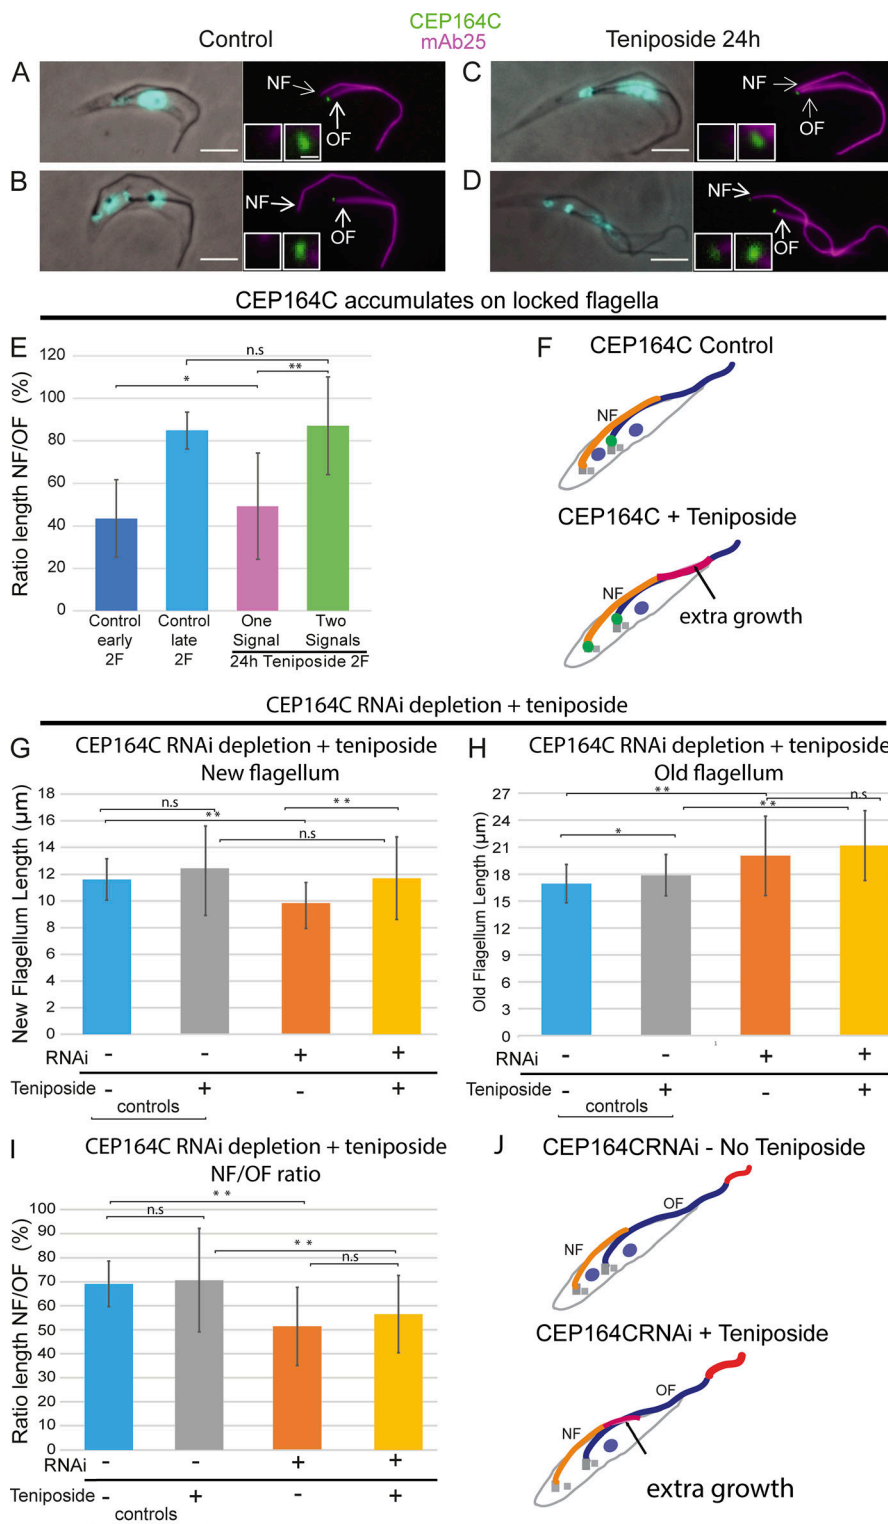 Control
CEP164C
mAb25
Teniposide 24h
A
NF
OF
C
NF
OF
B
NF
OF
D
NF
OF
CEP164C accumulates on locked flagella
E
Ratio length NF/OF (%)
120
100
80
60
40
20
0
n.s
*
**
Control
early
2F
Control
late
2F
One
Signal
Two
Signals
24h Teniposide 2F
F
CEP164C Control
NF
CEP164C + Teniposide
NF
extra growth
CEP164C RNAi depletion + teniposide
G
CEP164C RNAi depletion + teniposide
New flagellum
New Flagellum Length (µm)
18
16
14
12
10
8
6
4
2
0
n.s
**
**
n.s
RNAi - - + +
Teniposide - + - +
controls
H
CEP164C RNAi depletion + teniposide
Old flagellum
Old Flagellum Length (µm)
27
24
21
18
15
12
9
6
3
0
**
n.s
**
*
- - + +
- + - +
controls
I
CEP164C RNAi depletion + teniposide
NF/OF ratio
Ratio length NF/OF (%)
100
90
80
70
60
50
40
30
20
10
0
**
n.s
**
n.s
RNAi - - + +
Teniposide - + - +
controls
J
CEP164CRNAi - No Teniposide
OF
NF
CEP164CRNAi + Teniposide
OF
NF
extra growth